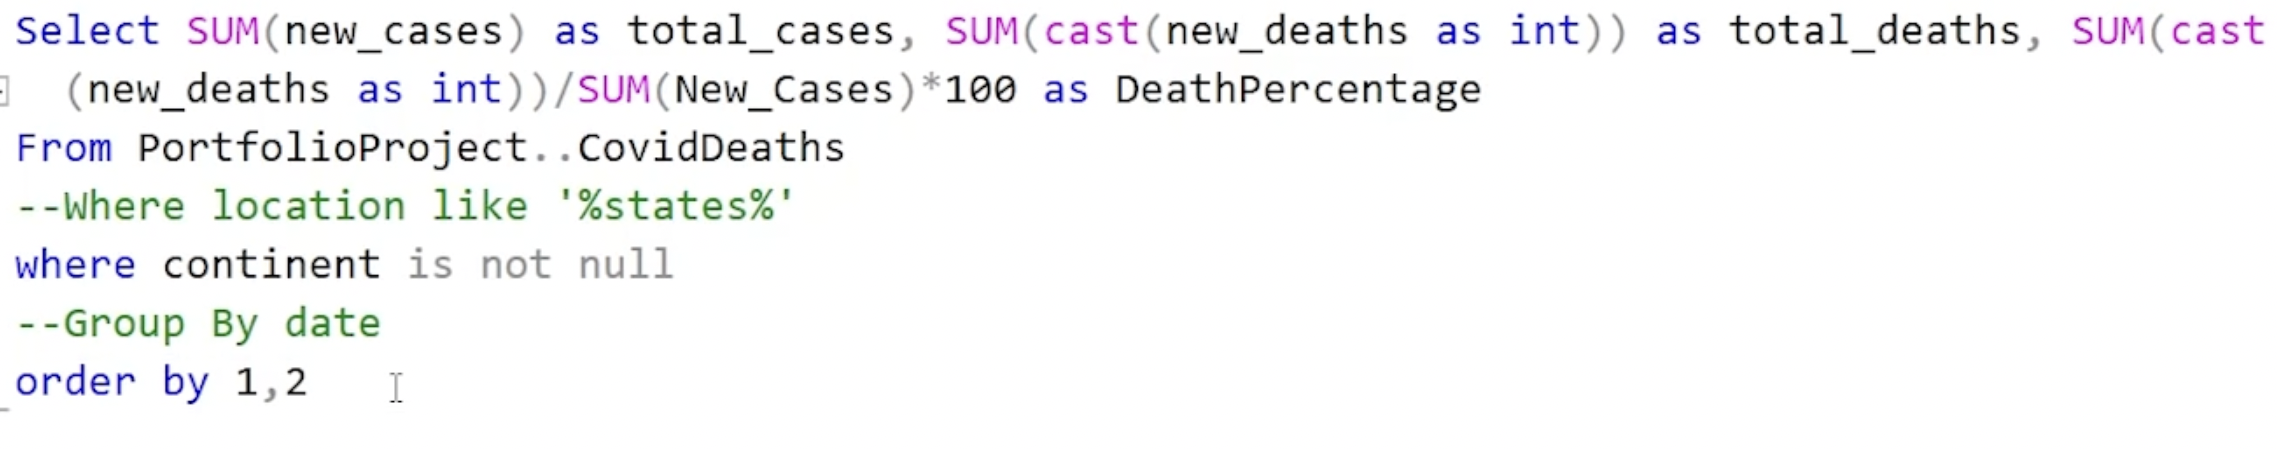 Select SUM(new_cases) as total_cases, SUM(cast(new_deaths as int)) as total_deaths, SUM(cast
(new_deaths as int))/SUM(New_Cases)*100 as DeathPercentage
From PortfolioProject..CovidDeaths
--Where location like '%states%'
where continent is not null
--Group By date
order by 1,2